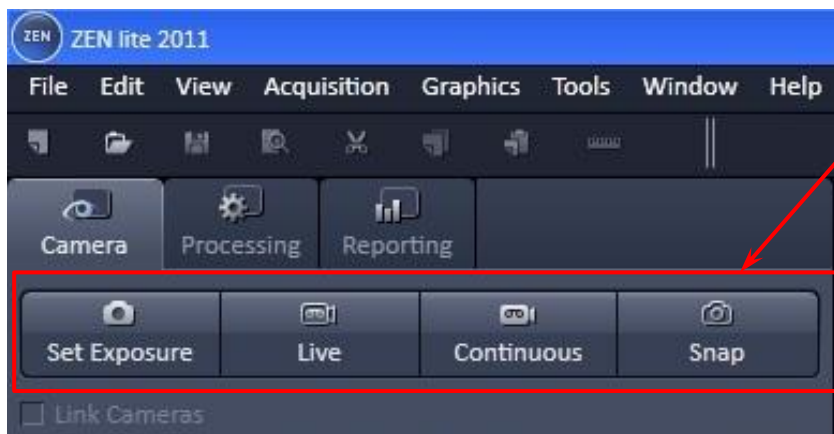 ZEN ZEN lite 2011
File Edit View Acquisition Graphics Tools Window Help
Camera Processing Reporting
Set Exposure Live Continuous Snap
Link Cameras